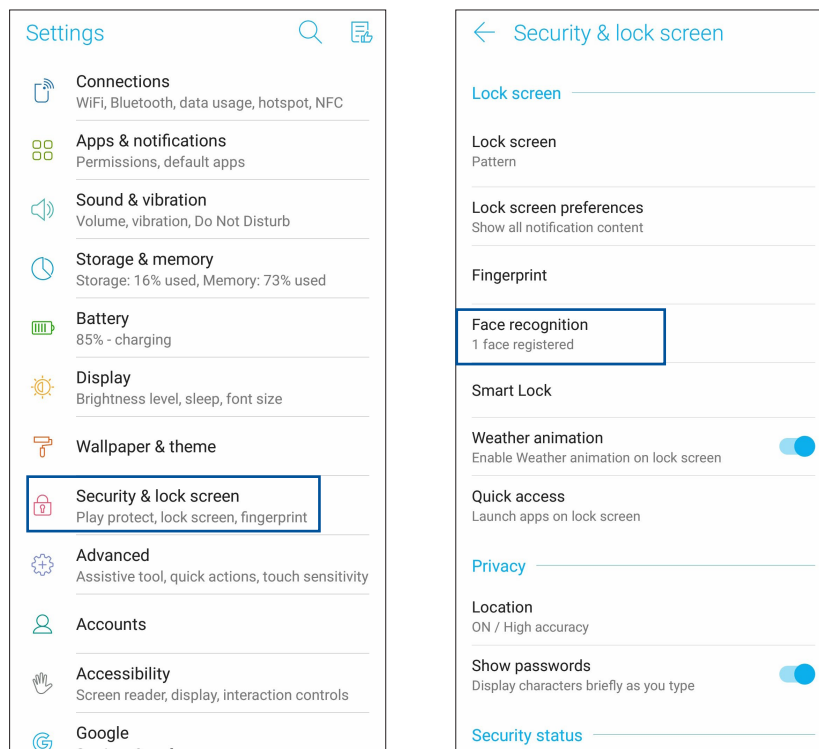 Settings
Connections
WiFi, Bluetooth, data usage, hotspot, NFC
Apps & notifications
Permissions, default apps
Sound & vibration
Volume, vibration, Do Not Disturb
Storage & memory
Storage: 16% used, Memory: 73% used
Battery
85% - charging
Display
Brightness level, sleep, font size
Wallpaper & theme
Security & lock screen
Play protect, lock screen, fingerprint
Advanced
Assistive tool, quick actions, touch sensitivity
Accounts
Accessibility
Screen reader, display, interaction controls
Google
Security & lock screen
Lock screen
Lock screen
Pattern
Lock screen preferences
Show all notification content
Fingerprint
Face recognition
1 face registered
Smart Lock
Weather animation
Enable Weather animation on lock screen
Quick access
Launch apps on lock screen
Privacy
Location
ON / High accuracy
Show passwords
Display characters briefly as you type
Security status